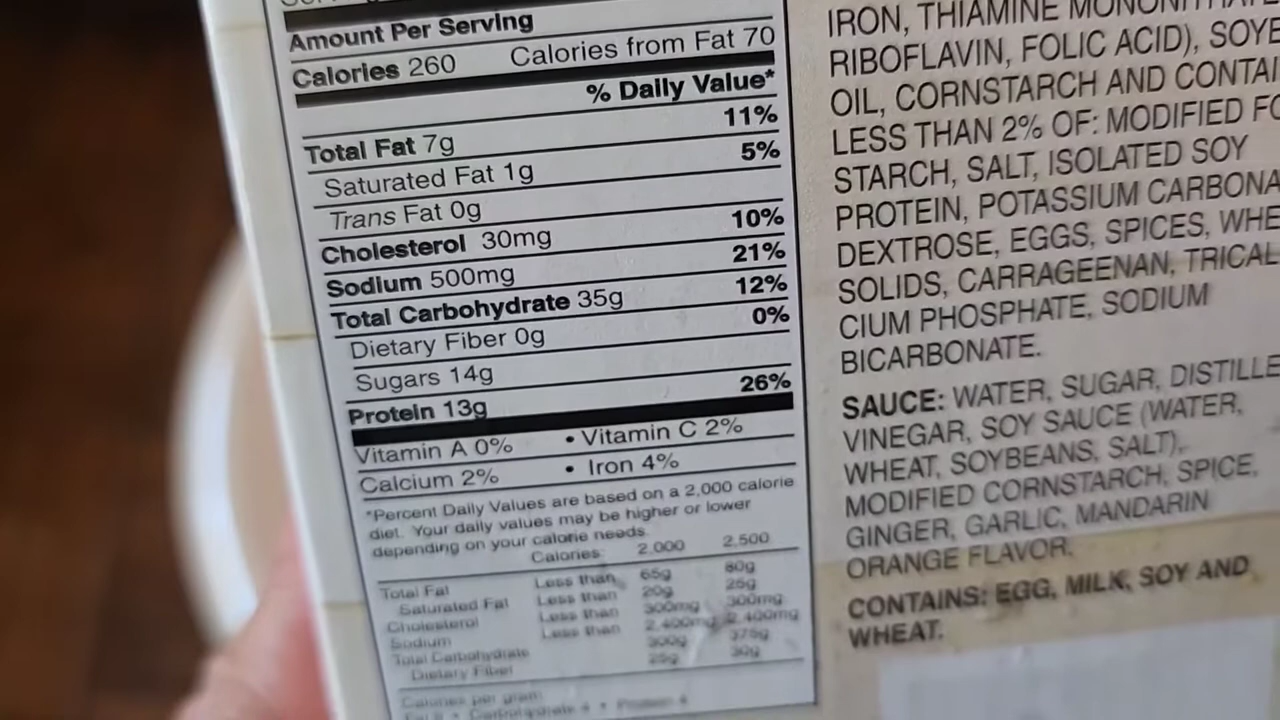 Amount Per Serving
Calories 260 Calories from Fat 70
% Daily Value*
Total Fat 7g 11%
Saturated Fat 1g 5%
Trans Fat 0g
Cholesterol 30mg 10%
Sodium 500mg 21%
Total Carbohydrate 35g 12%
Dietary Fiber 0g 0%
Sugars 14g
Protein 13g 26%
Vitamin A 0% • Vitamin C 2%
Calcium 2% • Iron 4%
*Percent Daily Values are based on a 2,000 calorie
diet. Your daily values may be higher or lower
depending on your calorie needs.
Calories: 2,000 2,500
Total Fat Less than 65g 80g
Saturated Fat Less than 20g 25g
Cholesterol Less than 300mg 300mg
Sodium Less than 2,400mg 2,400mg
Total Carbohydrate 300g 375g
Dietary Fiber 25g 30g
Calories per gram:
IRON, THIAMINE
RIBOFLAVIN, FOLIC ACID), SOYB
OIL, CORNSTARCH AND CONTAI
LESS THAN 2% OF: MODIFIED FO
STARCH, SALT, ISOLATED SOY
PROTEIN, POTASSIUM CARBONA
DEXTROSE, EGGS, SPICES, WHE
SOLIDS, CARRAGEENAN, TRICAL-
CIUM PHOSPHATE, SODIUM
BICARBONATE.
SAUCE: WATER, SUGAR, DISTILLE
VINEGAR, SOY SAUCE (WATER,
WHEAT, SOYBEANS, SALT),
MODIFIED CORNSTARCH, SPICE,
GINGER, GARLIC, MANDARIN
ORANGE FLAVOR.
CONTAINS: EGG, MILK, SOY AND
WHEAT.